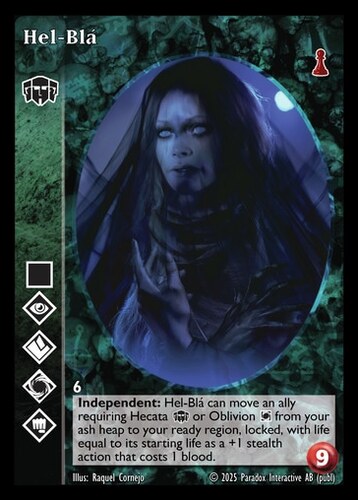 Hel-Blá
6
Independent: Hel-Blá can move an ally
requiring Hecata or Oblivion from your
ash heap to your ready region, locked, with life
equal to its starting life as a +1 stealth
action that costs 1 blood.
9
Illus: Raquel Cornejo © 2025 Paradox Interactive AB (publ)